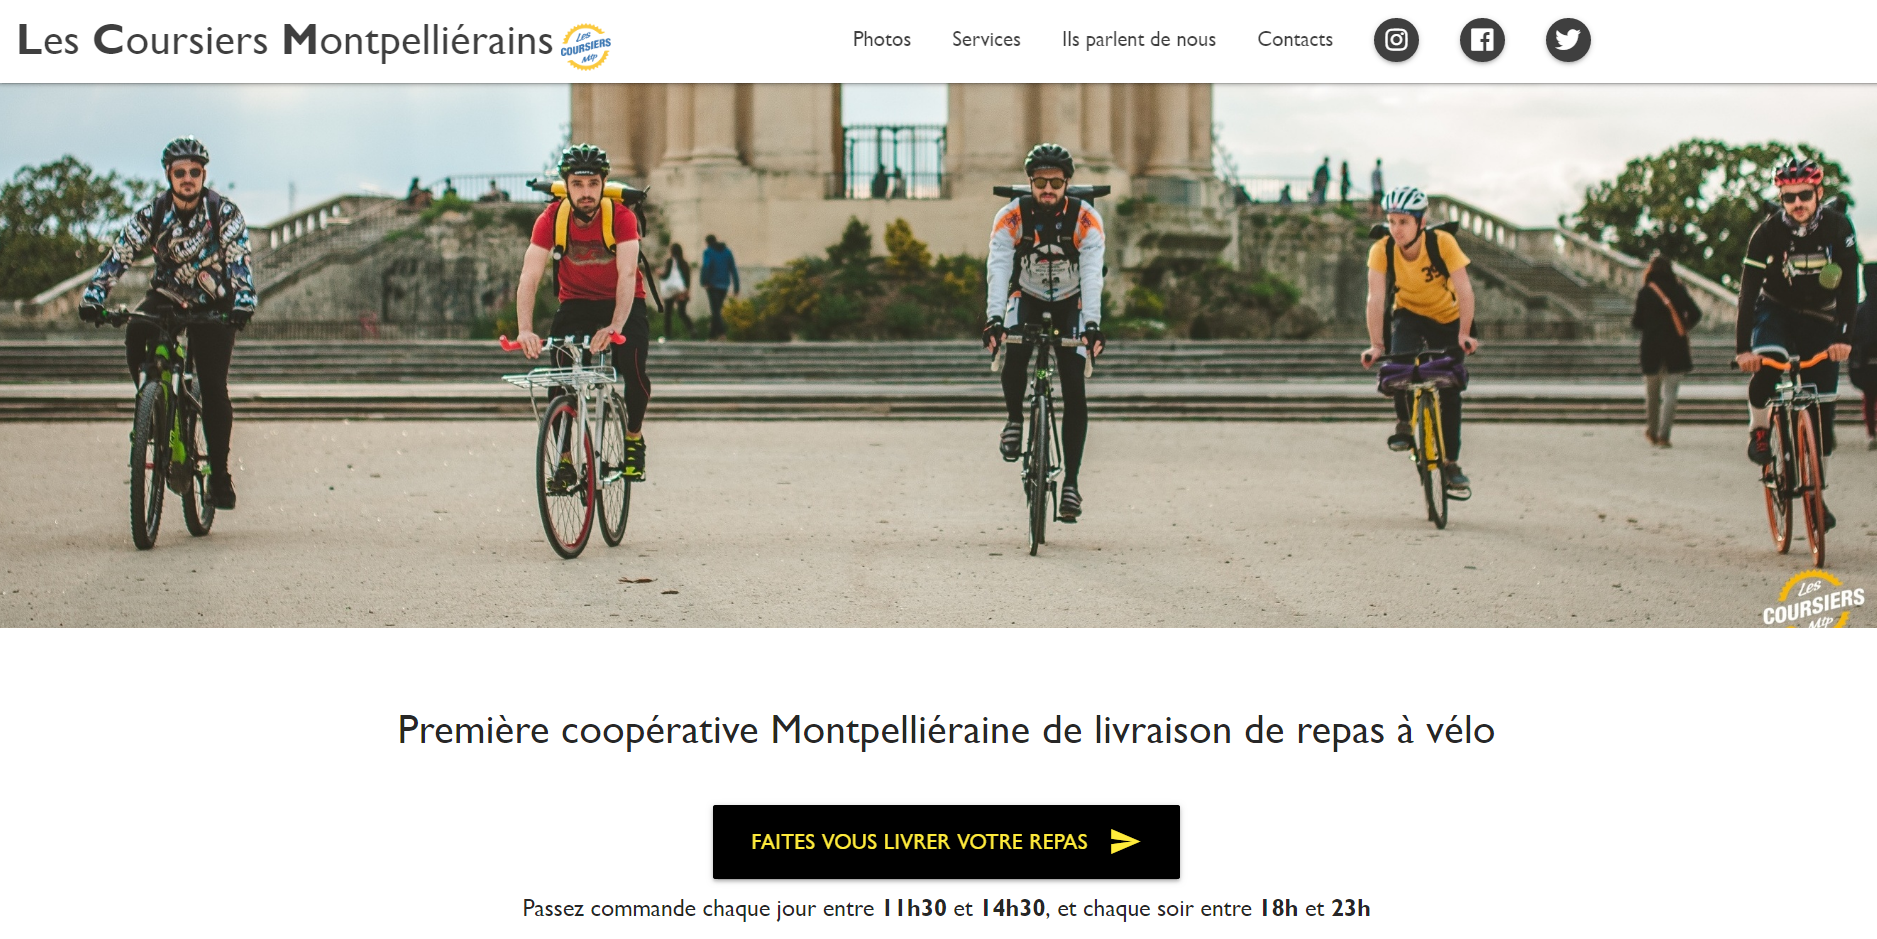 Les Coursiers Montpelliérains
Les
COURSIERS
Mtp
Photos
Services
Ils parlent de nous
Contacts
39
Les
COURSIERS
Mtp
Première coopérative Montpelliéraine de livraison de repas à vélo
FAITES VOUS LIVRER VOTRE REPAS
Passez commande chaque jour entre 11h30 et 14h30, et chaque soir entre 18h et 23h